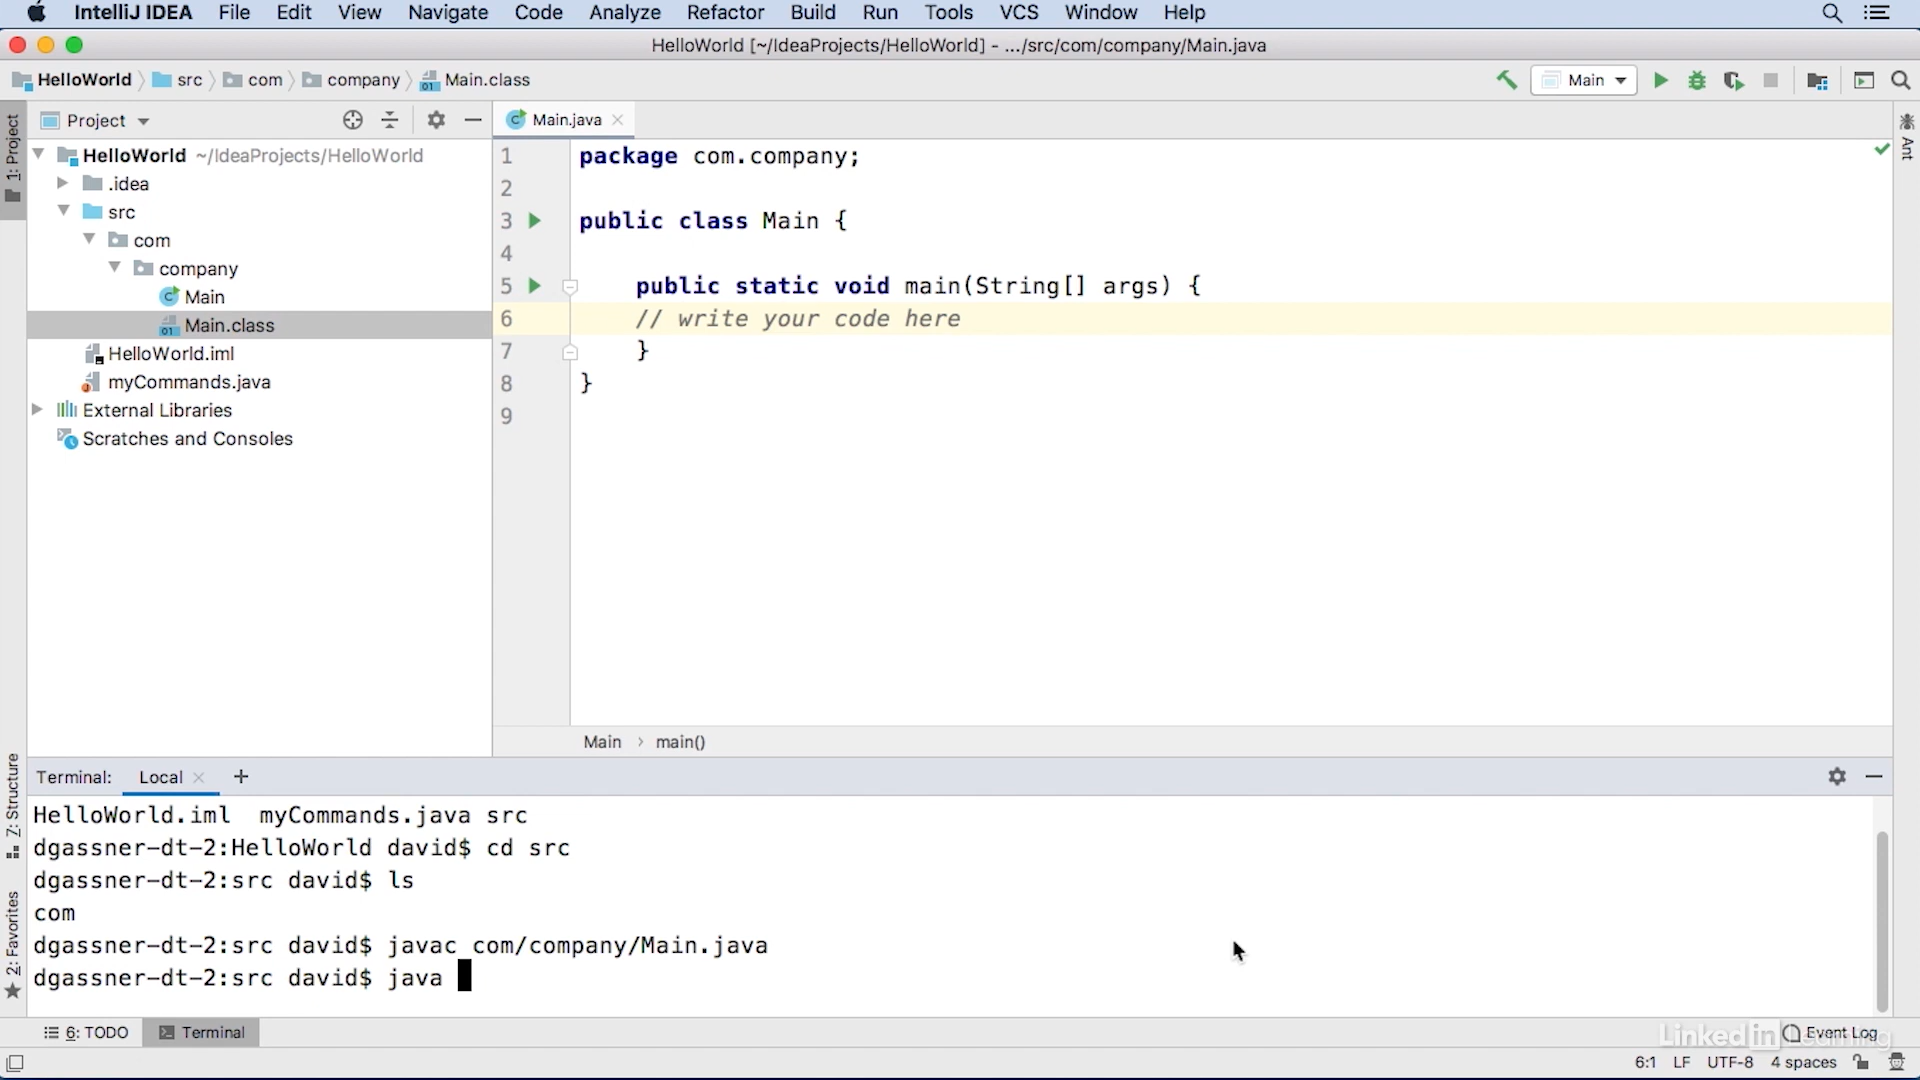 IntelliJ IDEA File Edit View Navigate Code Analyze Refactor Build Run Tools VCS Window Help
HelloWorld [~/IdeaProjects/HelloWorld] - .../src/com/company/Main.java
HelloWorld src com company Main.class Main
1: Project
Project
Main.java
Ant
HelloWorld ~/IdeaProjects/HelloWorld
.idea
src
com
company
Main
Main.class
HelloWorld.iml
myCommands.java
External Libraries
Scratches and Consoles
1 package com.company;
2
3 public class Main {
4
5 public static void main(String[] args) {
6 // write your code here
7 }
8 }
9
Main › main()
7: Structure
2: Favorites
Terminal: Local +
HelloWorld.iml myCommands.java src
dgassner-dt-2:HelloWorld david$ cd src
dgassner-dt-2:src david$ ls
com
dgassner-dt-2:src david$ javac com/company/Main.java
dgassner-dt-2:src david$ java
6: TODO Terminal Event Log
LinkedIn Learning
6:1 LF UTF-8 4 spaces